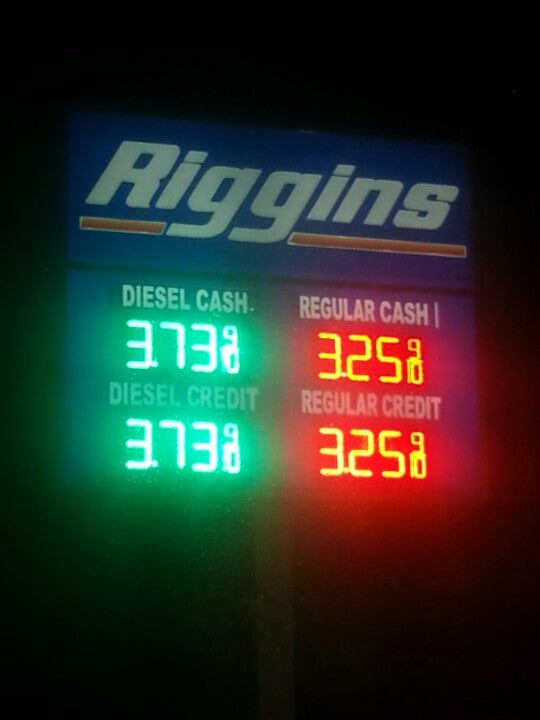 Riggins
DIESEL CASH
3.73 9/10
REGULAR CASH
3.25 9/10
DIESEL CREDIT
3.73 9/10
REGULAR CREDIT
3.25 9/10